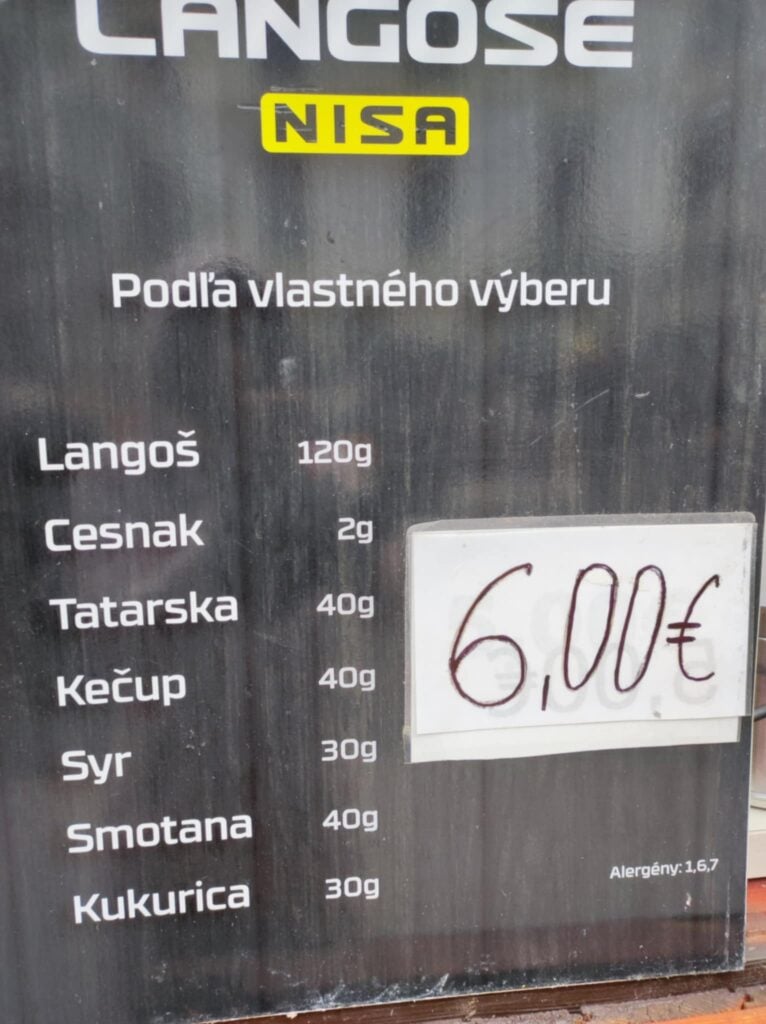 LANGOŠE
NISA
Podľa vlastného výberu
Langoš 120g
Cesnak 2g
Tatarska 40g
Kečup 40g
Syr 30g
Smotana 40g
Kukurica 30g
6,00€
Alergény: 1,6,7